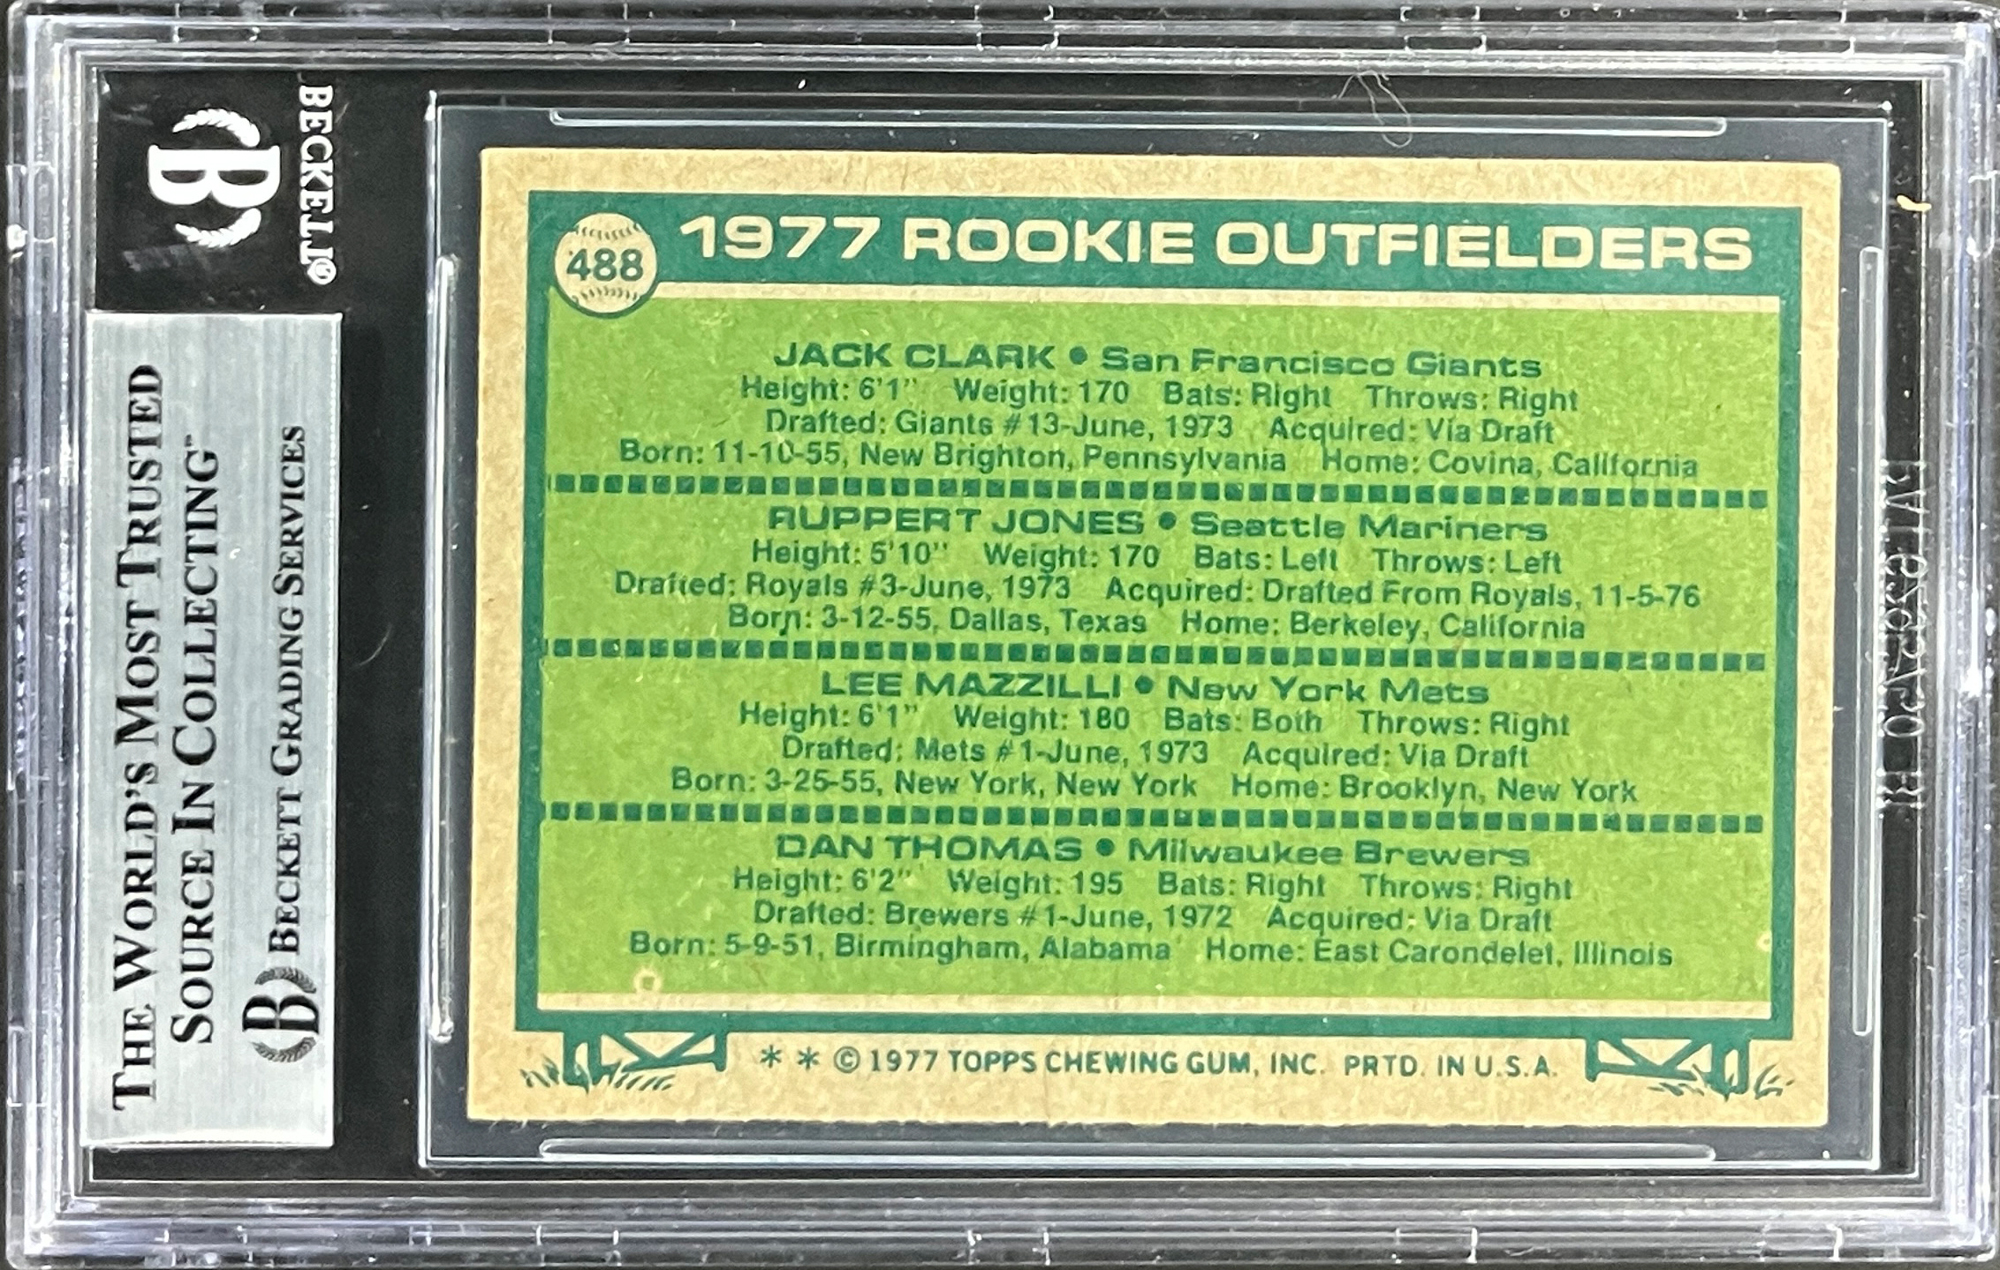 BECKETT®
THE WORLD'S MOST TRUSTED
SOURCE IN COLLECTING™
BECKETT GRADING SERVICES
488
1977 ROOKIE OUTFIELDERS
JACK CLARK • San Francisco Giants
Height: 6'1" Weight: 170 Bats: Right Throws: Right
Drafted: Giants #13-June, 1973 Acquired: Via Draft
Born: 11-10-55, New Brighton, Pennsylvania Home: Covina, California
RUPPERT JONES • Seattle Mariners
Height: 5'10" Weight: 170 Bats: Left Throws: Left
Drafted: Royals #3-June, 1973 Acquired: Drafted From Royals, 11-5-76
Born: 3-12-55, Dallas, Texas Home: Berkeley, California
LEE MAZZILLI • New York Mets
Height: 6'1" Weight: 180 Bats: Both Throws: Right
Drafted: Mets #1-June, 1973 Acquired: Via Draft
Born: 3-25-55, New York, New York Home: Brooklyn, New York
DAN THOMAS • Milwaukee Brewers
Height: 6'2" Weight: 195 Bats: Right Throws: Right
Drafted: Brewers #1-June, 1972 Acquired: Via Draft
Born: 5-9-51, Birmingham, Alabama Home: East Carondelet, Illinois
* * © 1977 TOPPS CHEWING GUM, INC. PRTD. IN U.S.A.